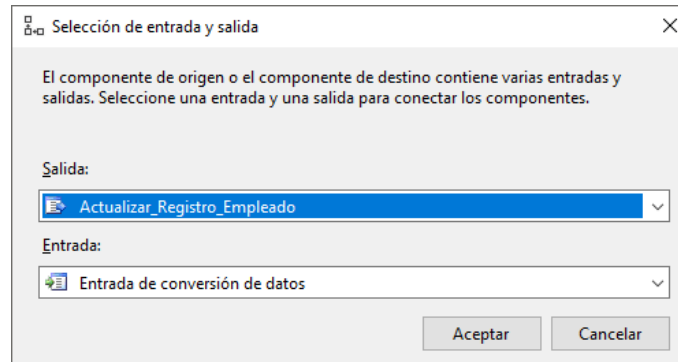 Selección de entrada y salida
El componente de origen o el componente de destino contiene varias entradas y
salidas. Seleccione una entrada y una salida para conectar los componentes.
Salida:
Actualizar_Registro_Empleado
Entrada:
Entrada de conversión de datos
Aceptar Cancelar